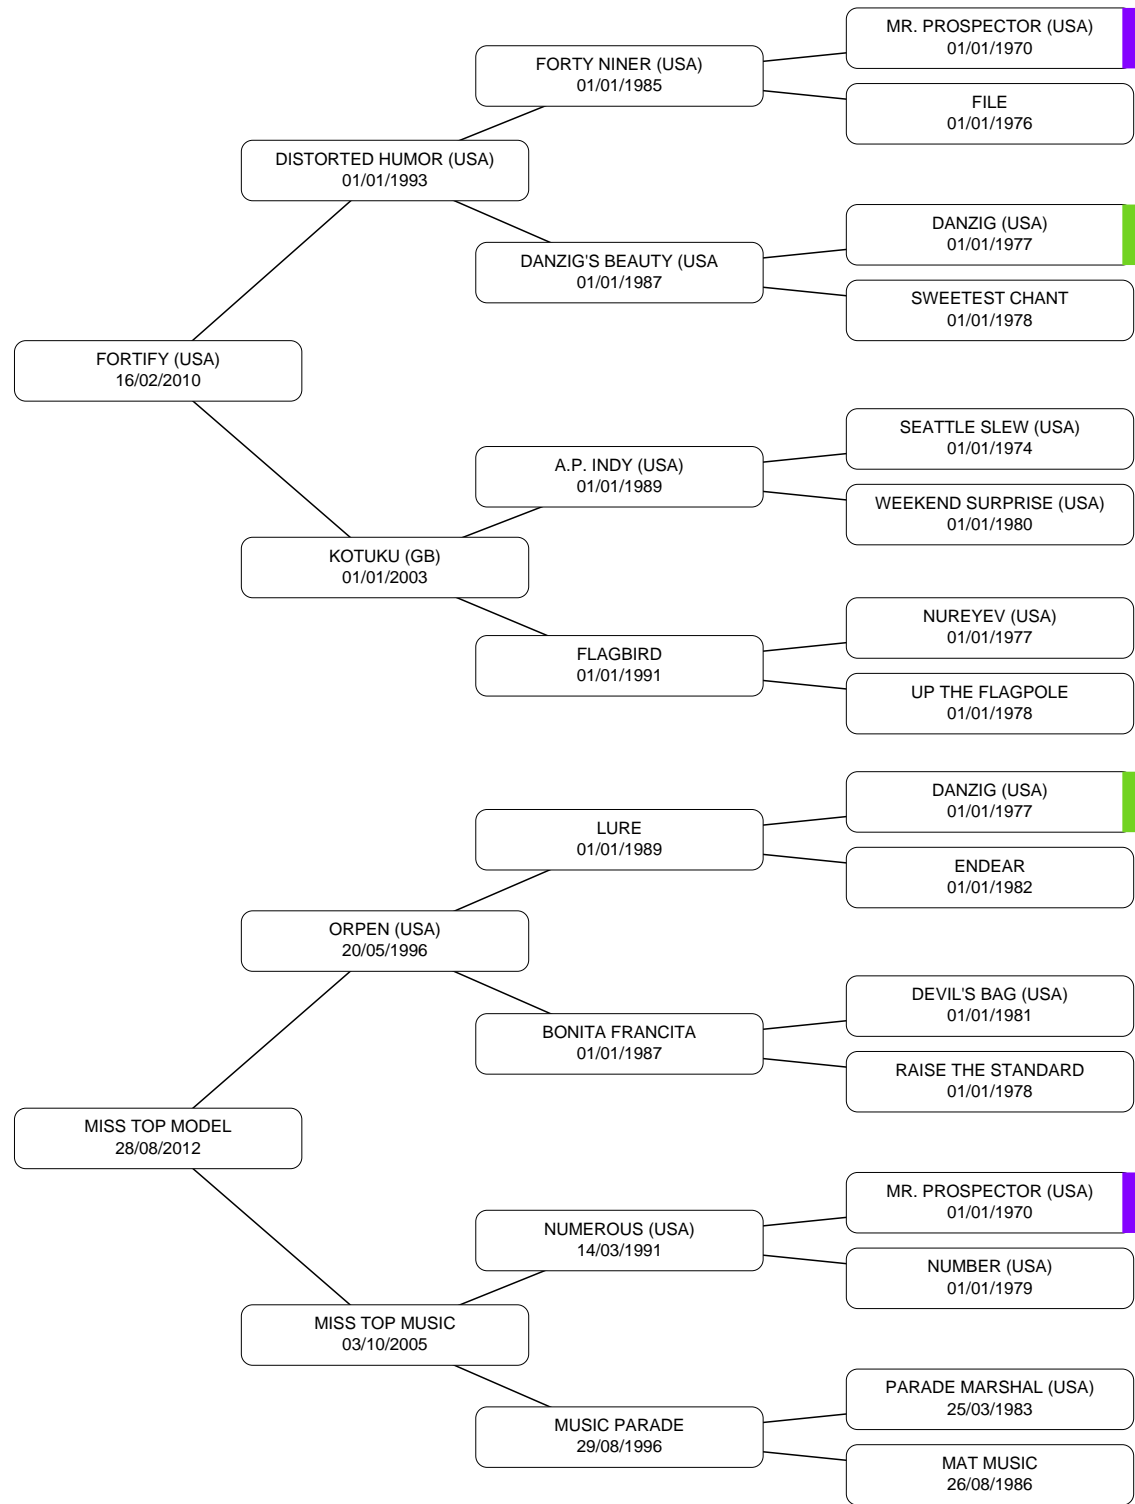 MR. PROSPECTOR (USA)
01/01/1970
FORTY NINER (USA)
01/01/1985
FILE
01/01/1976
DISTORTED HUMOR (USA)
01/01/1993
DANZIG (USA)
01/01/1977
DANZIG'S BEAUTY (USA
01/01/1987
SWEETEST CHANT
01/01/1978
FORTIFY (USA)
16/02/2010
SEATTLE SLEW (USA)
01/01/1974
A.P. INDY (USA)
01/01/1989
WEEKEND SURPRISE (USA)
01/01/1980
KOTUKU (GB)
01/01/2003
NUREYEV (USA)
01/01/1977
FLAGBIRD
01/01/1991
UP THE FLAGPOLE
01/01/1978
DANZIG (USA)
01/01/1977
LURE
01/01/1989
ENDEAR
01/01/1982
ORPEN (USA)
20/05/1996
DEVIL'S BAG (USA)
01/01/1981
BONITA FRANCITA
01/01/1987
RAISE THE STANDARD
01/01/1978
MISS TOP MODEL
28/08/2012
MR. PROSPECTOR (USA)
01/01/1970
NUMEROUS (USA)
14/03/1991
NUMBER (USA)
01/01/1979
MISS TOP MUSIC
03/10/2005
PARADE MARSHAL (USA)
25/03/1983
MUSIC PARADE
29/08/1996
MAT MUSIC
26/08/1986